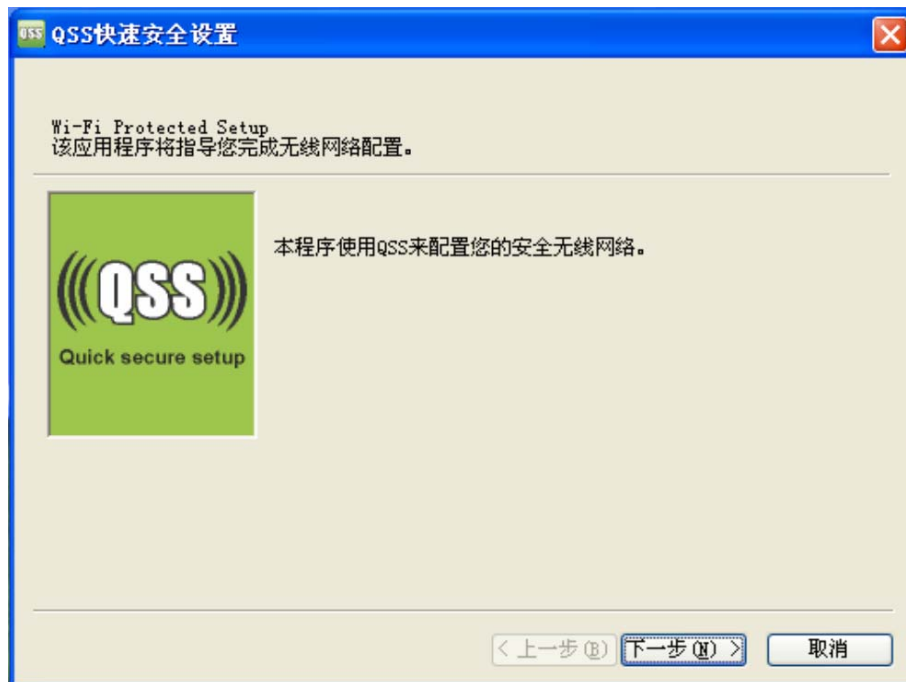 QSS QSS快速安全设置
Wi-Fi Protected Setup
该应用程序将指导您完成无线网络配置。
本程序使用QSS来配置您的安全无线网络。
(((QSS)))
Quick secure setup
< 上一步(B) 下一步(N) > 取消